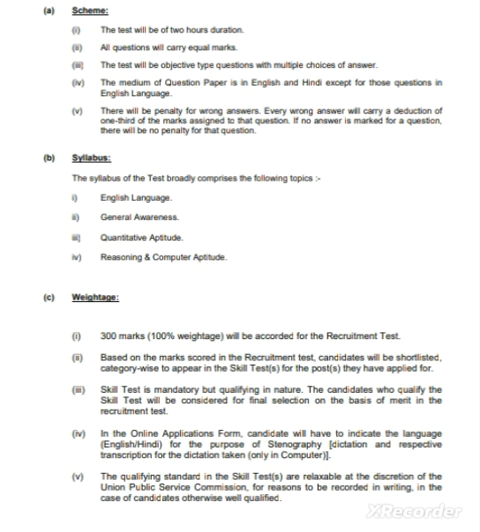 (a) Scheme:
(i) The test will be of two hours duration.
(ii) All questions will carry equal marks.
(iii) The test will be objective type questions with multiple choices of answer.
(iv) The medium of Question Paper is in English and Hindi except for those questions in
English Language.
(v) There will be penalty for wrong answers. Every wrong answer will carry a deduction of
one-third of the marks assigned to that question. If no answer is marked for a question,
there will be no penalty for that question.
(b) Syllabus:
The syllabus of the Test broadly comprises the following topics :-
i) English Language.
ii) General Awareness.
iii) Quantitative Aptitude.
iv) Reasoning & Computer Aptitude.
(c) Weightage:
(i) 300 marks (100% weightage) will be accorded for the Recruitment Test.
(ii) Based on the marks scored in the Recruitment test, candidates will be shortlisted,
category-wise to appear in the Skill Test(s) for the post(s) they have applied for.
(iii) Skill Test is mandatory but qualifying in nature. The candidates who qualify the
Skill Test will be considered for final selection on the basis of merit in the
recruitment test.
(iv) In the Online Applications Form, candidate will have to indicate the language
(English/Hindi) for the purpose of Stenography [dictation and respective
transcription for the dictation taken (only in Computer)].
(v) The qualifying standard in the Skill Test(s) are relaxable at the discretion of the
Union Public Service Commission, for reasons to be recorded in writing, in the
case of candidates otherwise well qualified.
XRecorder